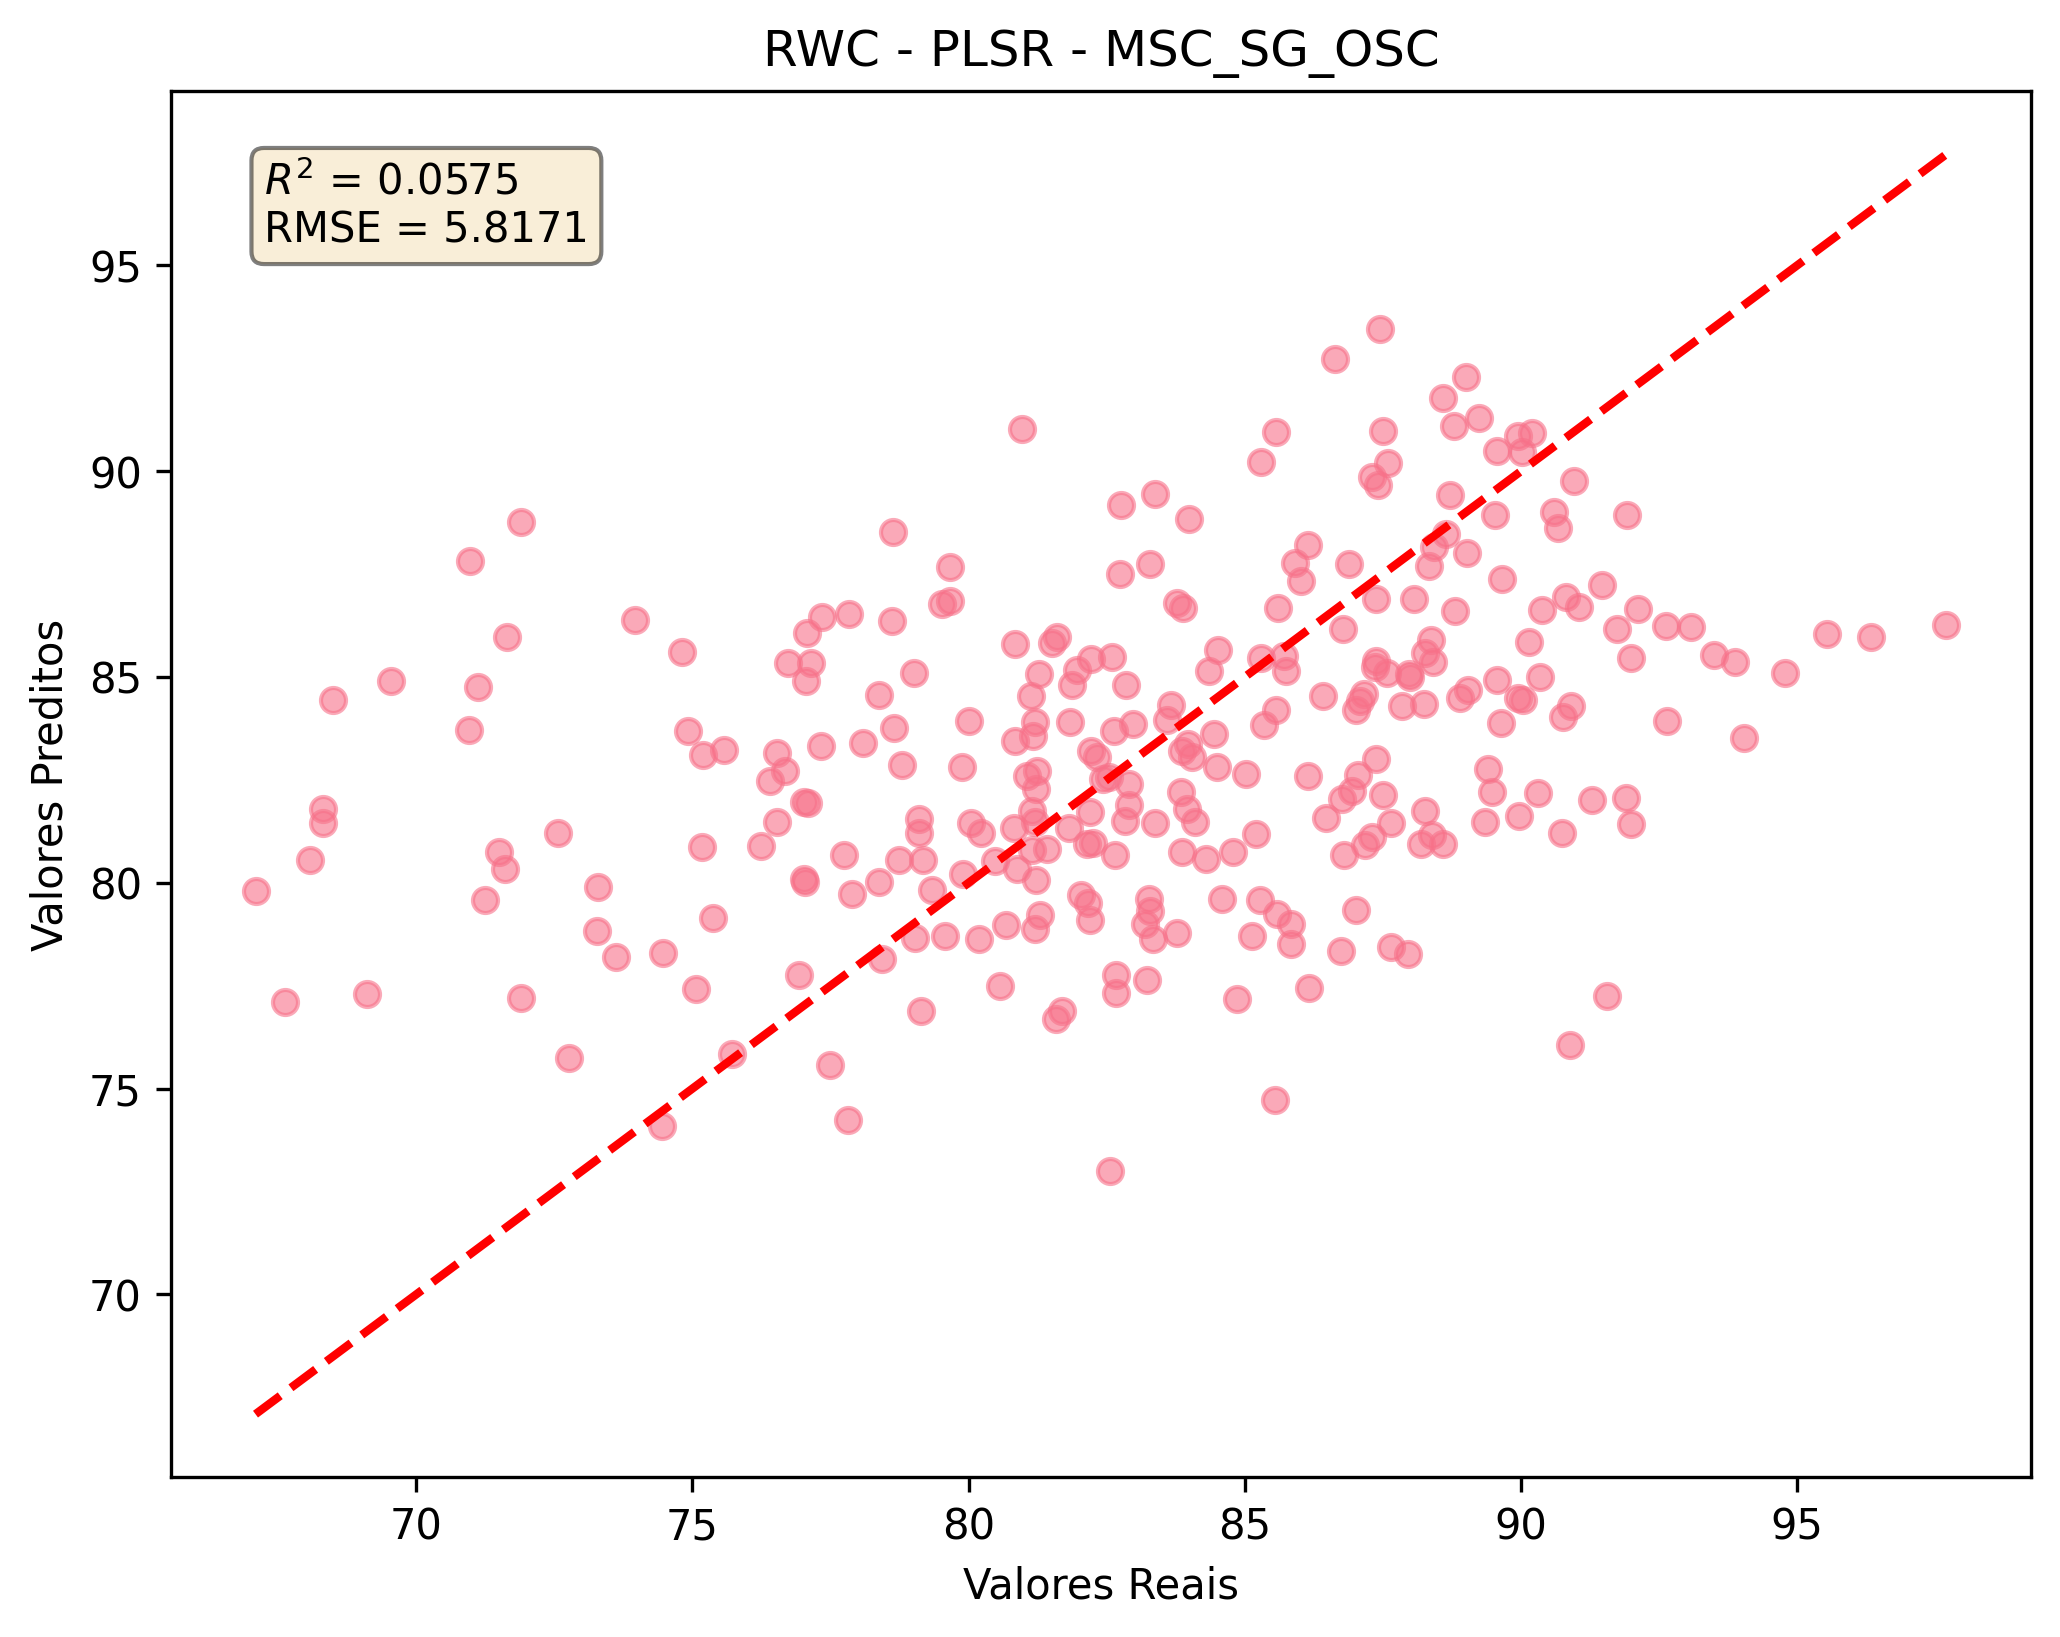 RWC - PLSR - MSC_SG_OSC
R² = 0.0575
RMSE = 5.8171
Valores Preditos
95
90
85
80
75
70
70 75 80 85 90 95
Valores Reais